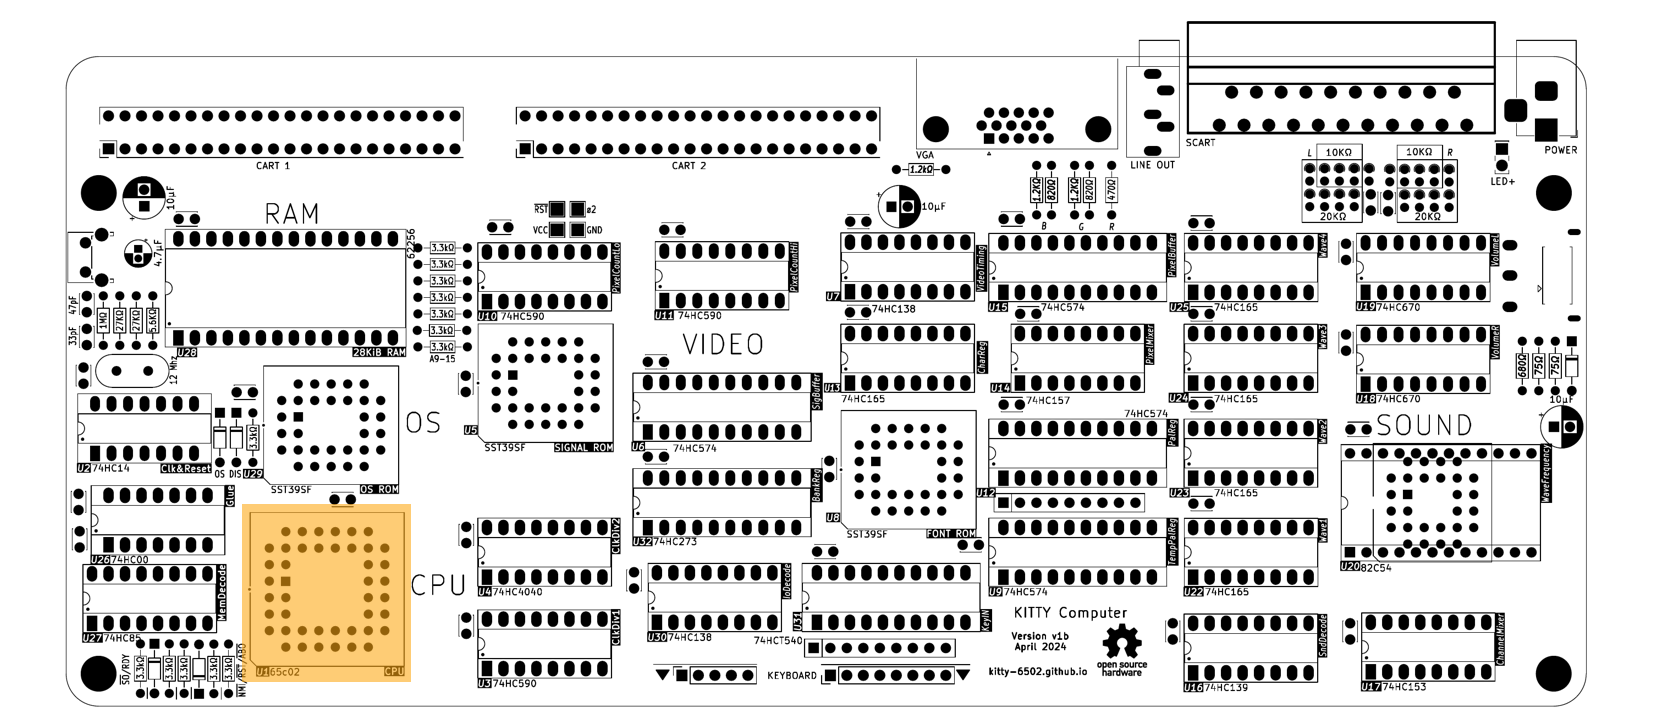 SCART
VGA
LINE OUT
POWER
LED+
CART 1
CART 2
1.2kΩ
L
10KΩ
10KΩ
R
20KΩ
20KΩ
1.2KΩ
820Ω
1.2KΩ
820Ω
470Ω
B
G
R
10µF
10µF
4.7µF
RAM
62256
RST
ø2
VCC
GND
3.3kΩ
3.3kΩ
3.3kΩ
3.3kΩ
3.3kΩ
3.3kΩ
3.3kΩ
A9-15
PixelCountLo
U10 74HC590
PixelCountHi
U11 74HC590
VideoTiming
U7 74HC138
PixelBuffer
U15 74HC574
Wave4
U25 74HC165
VolumeL
U19 74HC670
47pF
33pF
1MΩ
27KΩ
27KΩ
5.6KΩ
U28
28KiB RAM
12 Mhz
VIDEO
CharReg
U13 74HC165
PixelMixer
U14 74HC157
Wave3
U24 74HC165
VolumeR
U18 74HC670
680Ω
75Ω
75Ω
10µF
OS
U5
SST39SF
SIGNAL ROM
SigBuffer
U6 74HC574
SOUND
U2 74HC14
Clk&Reset
OS DIS
3.3kΩ
U29
SST39SF
OS ROM
74HC574
PalReg
U12
Wave2
U23 74HC165
WaveFrequency
U20 82C54
BankReg
U32 74HC273
U8
SST39SF
FONT ROM
Glue
U26 74HC00
ClkDiv2
U4 74HC4040
TempPalReg
U9 74HC574
Wave1
U22 74HC165
CPU
MemDecode
U27 74HC85
U1 65c02
CPU
ClkDiv1
U3 74HC590
IoDecode
U30 74HC138
U31
KeyIN
74HCT540
KEYBOARD
KITTY Computer
Version v1b
April 2024
kitty-6502.github.io
open source
hardware
SndDecode
U16 74HC139
ChannelMixer
U17 74HC153
SO/RDY
3.3kΩ
3.3kΩ
3.3kΩ
3.3kΩ
3.3kΩ
NMI/RST/ABO